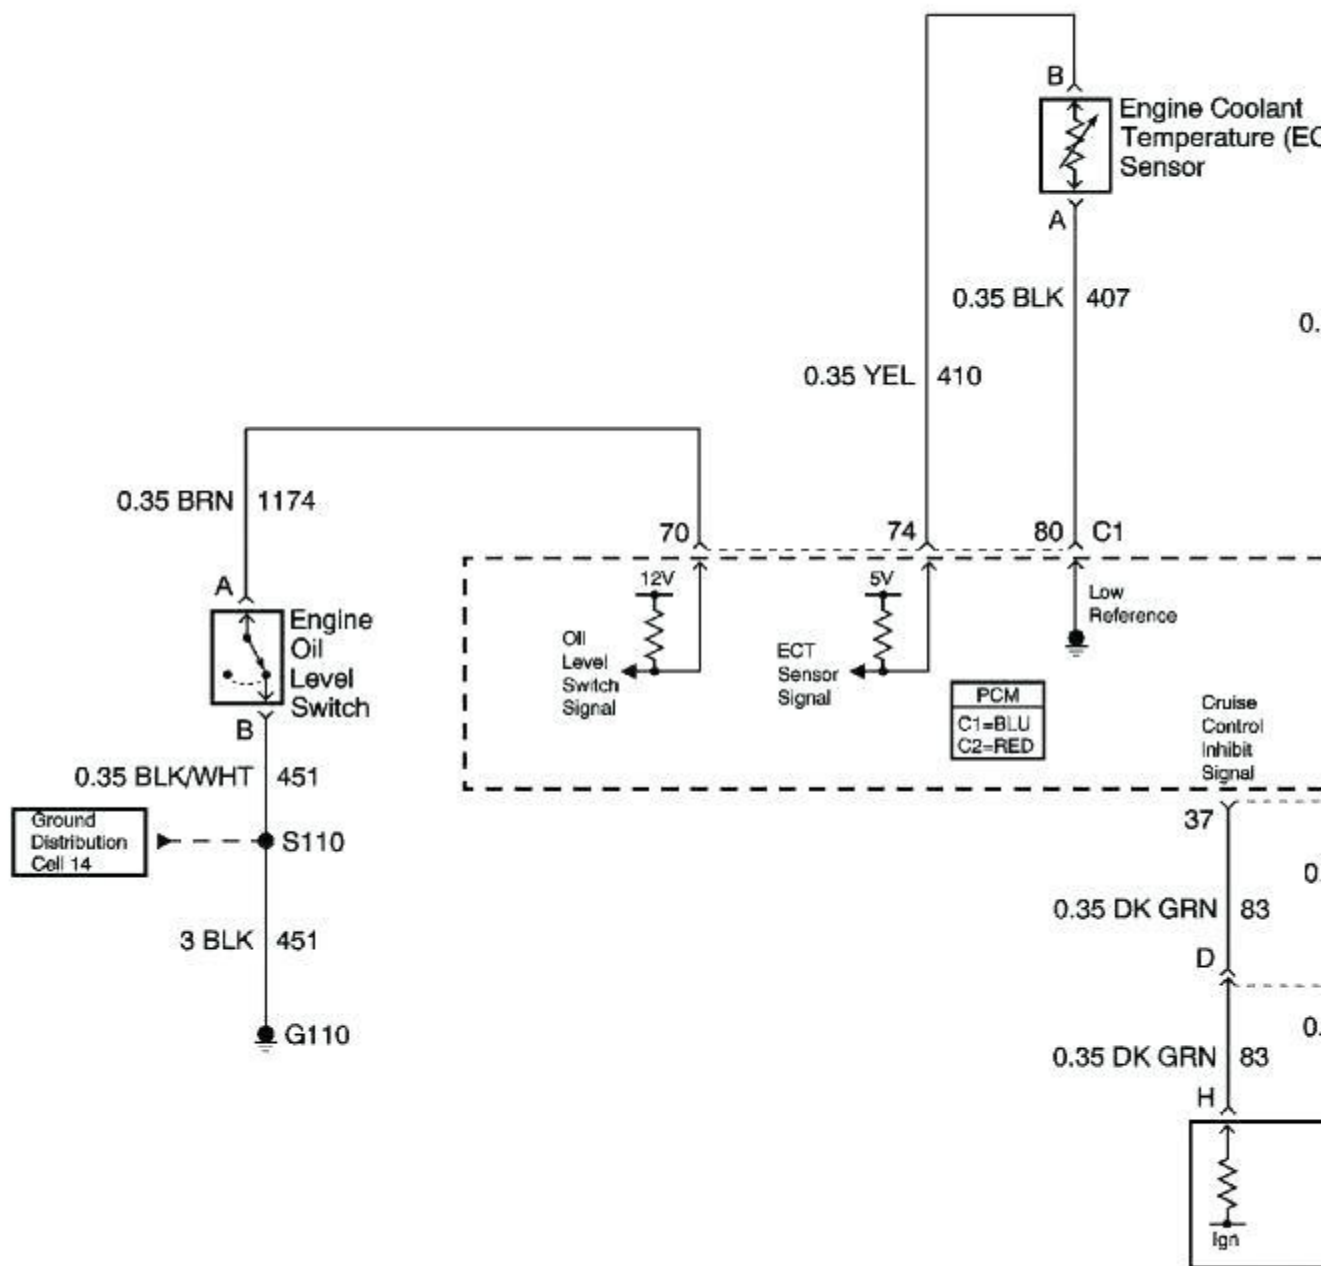 B
Engine Coolant
Temperature (EC
Sensor
A
0.35 BLK 407
0.
0.35 YEL 410
0.35 BRN 1174
70 74 80 C1
A
Engine
Oil
Level
Switch
B
12V
Oil
Level
Switch
Signal
5V
ECT
Sensor
Signal
Low
Reference
PCM
C1=BLU
C2=RED
Cruise
Control
Inhibit
Signal
0.35 BLK/WHT 451
Ground
Distribution
Cell 14
S110
3 BLK 451
G110
37
0.
0.35 DK GRN 83
D
0.
0.35 DK GRN 83
H
Ign